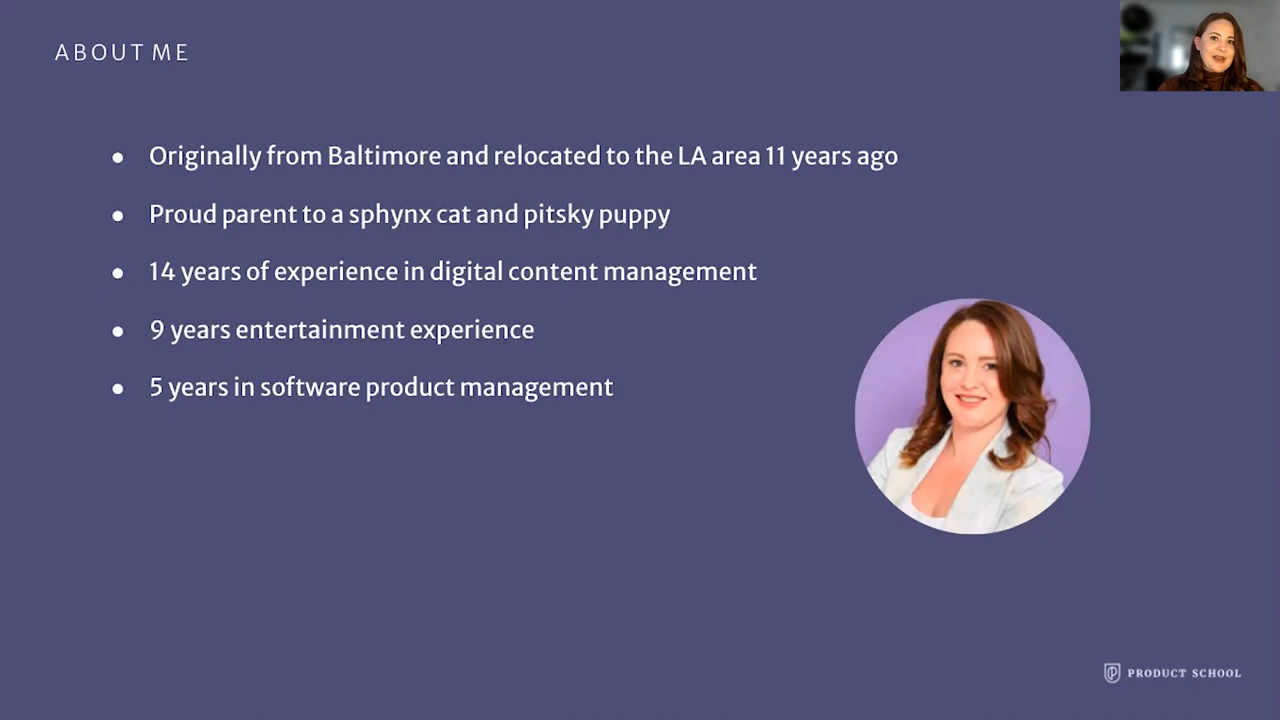 ABOUT ME
● Originally from Baltimore and relocated to the LA area 11 years ago
● Proud parent to a sphynx cat and pitsky puppy
● 14 years of experience in digital content management
● 9 years entertainment experience
● 5 years in software product management
PRODUCT SCHOOL